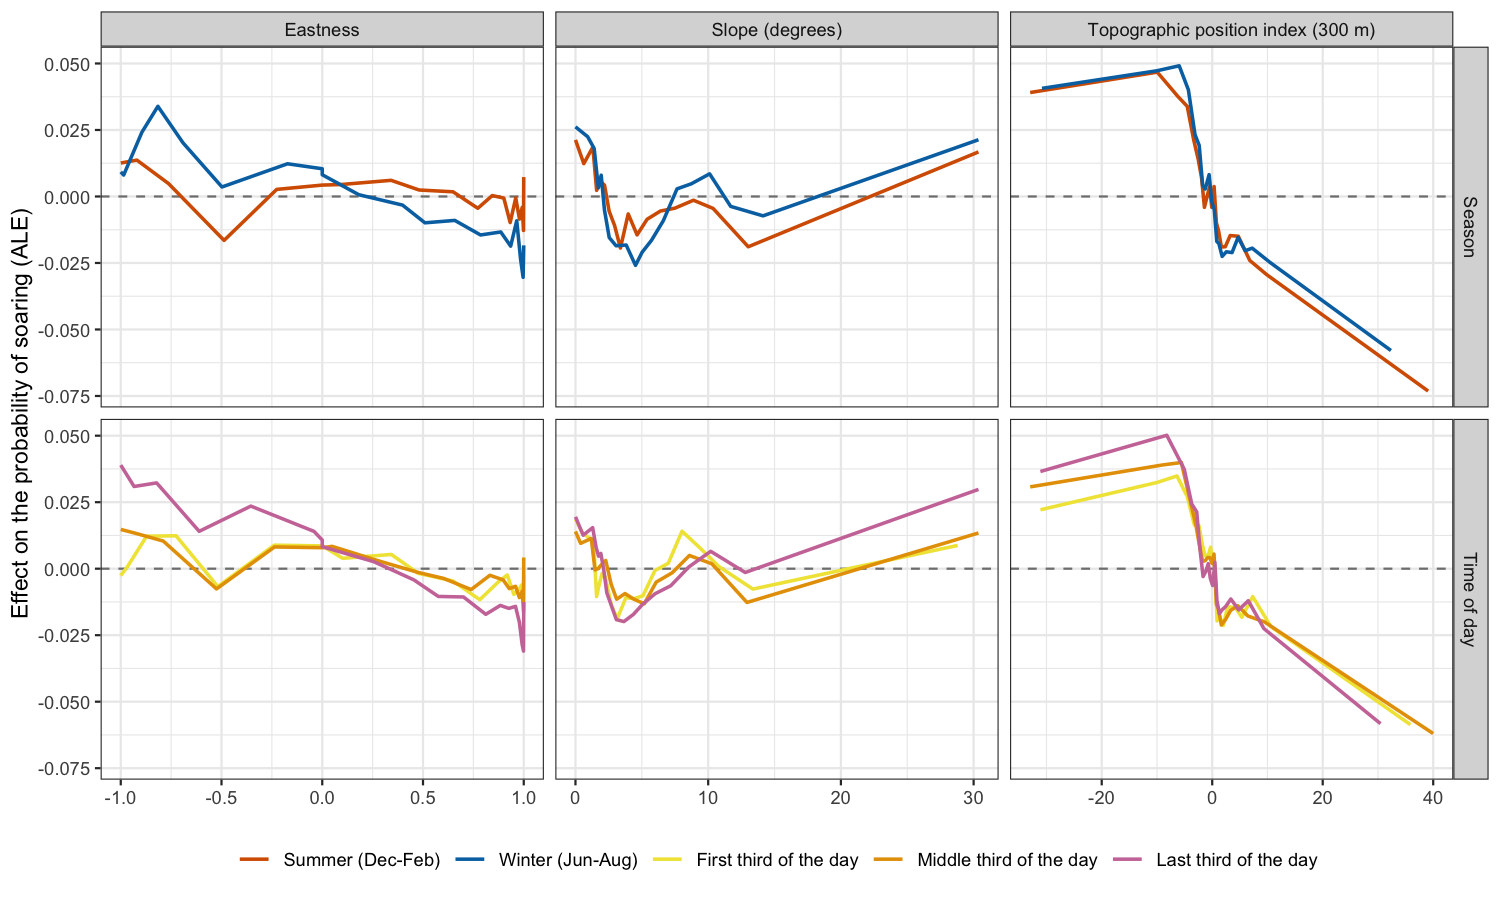 Eastness
Slope (degrees)
Topographic position index (300 m)
Effect on the probability of soaring (ALE)
0.050
0.025
0.000
-0.025
-0.050
-0.075
Season
0.050
0.025
0.000
-0.025
-0.050
-0.075
Time of day
-1.0 -0.5 0.0 0.5 1.0
0 10 20 30
-20 0 20 40
Summer (Dec-Feb) Winter (Jun-Aug) First third of the day Middle third of the day Last third of the day